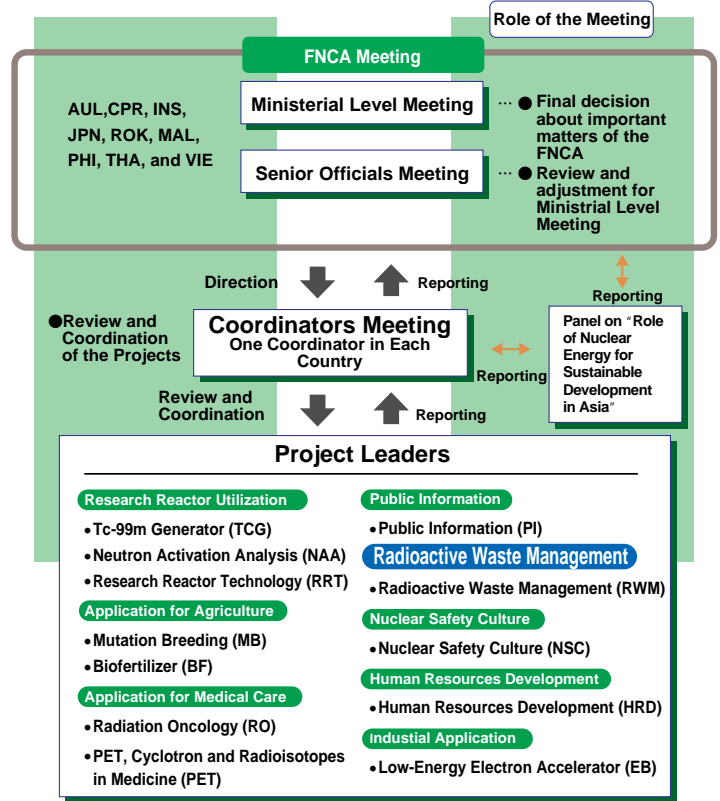 Role of the Meeting
FNCA Meeting
AUL,CPR, INS,
JPN, ROK, MAL,
PHI, THA, and VIE
Ministerial Level Meeting
··· ● Final decision
about important
matters of the
FNCA
Senior Officials Meeting
··· ● Review and
adjustment for
Ministrial Level
Meeting
Direction
Reporting
Reporting
●Review and
Coordination
of the Projects
Coordinators Meeting
One Coordinator in Each
Country
Reporting
Panel on "Role
of Nuclear
Energy for
Sustainable
Development
in Asia"
Review and
Coordination
Reporting
Project Leaders
Research Reactor Utilization
•Tc-99m Generator (TCG)
•Neutron Activation Analysis (NAA)
•Research Reactor Technology (RRT)
Application for Agriculture
•Mutation Breeding (MB)
•Biofertilizer (BF)
Application for Medical Care
•Radiation Oncology (RO)
•PET, Cyclotron and Radioisotopes
in Medicine (PET)
Public Information
•Public Information (PI)
Radioactive Waste Management
•Radioactive Waste Management (RWM)
Nuclear Safety Culture
•Nuclear Safety Culture (NSC)
Human Resources Development
•Human Resources Development (HRD)
Industial Application
•Low-Energy Electron Accelerator (EB)